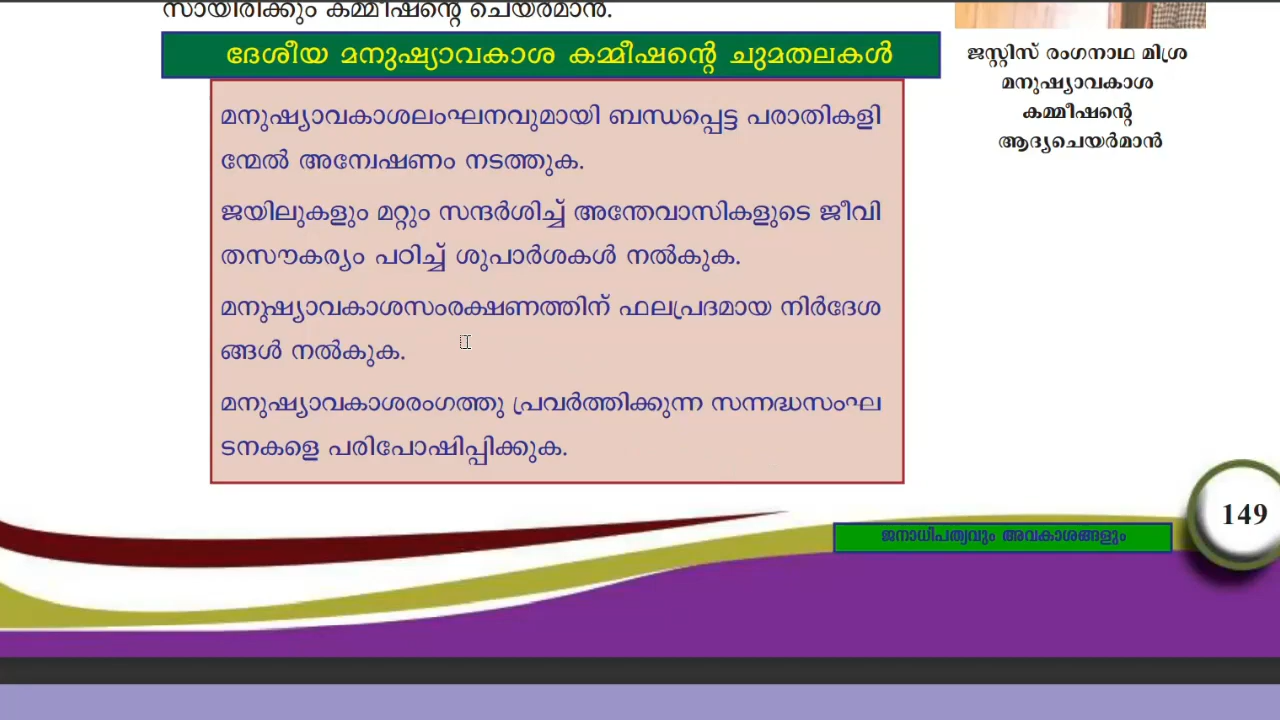 സായിരിക്കും കമ്മീഷന്റെ ചെയർമാൻ.
ദേശീയ മനുഷ്യാവകാശ കമ്മീഷന്റെ ചുമതലകൾ
മനുഷ്യാവകാശലംഘനവുമായി ബന്ധപ്പെട്ട പരാതികളി
ന്മേൽ അന്വേഷണം നടത്തുക.
ജയിലുകളും മറ്റും സന്ദർശിച്ച് അന്തേവാസികളുടെ ജീവി
തസൗകര്യം പഠിച്ച് ശുപാർശകൾ നൽകുക.
മനുഷ്യാവകാശസംരക്ഷണത്തിന് ഫലപ്രദമായ നിർദേശ
ങ്ങൾ നൽകുക.
മനുഷ്യാവകാശരംഗത്തു പ്രവർത്തിക്കുന്ന സന്നദ്ധസംഘ
ടനകളെ പരിപോഷിപ്പിക്കുക.
ജസ്റ്റിസ് രംഗനാഥ മിശ്ര
മനുഷ്യാവകാശ
കമ്മീഷന്റെ
ആദ്യചെയർമാൻ
149
ജനാധിപത്യവും അവകാശങ്ങളും